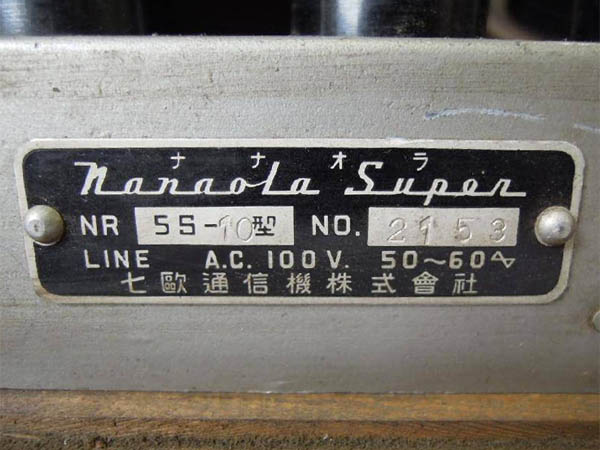 ナナオラ
Nanaola Super
NR 5S-10型 NO. 2153
LINE A.C. 100V. 50～60∿
七歐通信機株式會社